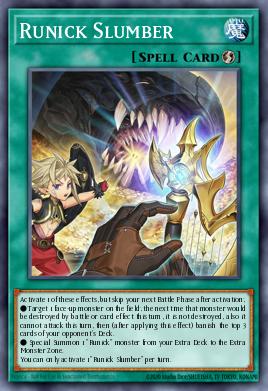 RUNICK SLUMBER
魔
[SPELL CARD]
Activate 1 of these effects, but skip your next Battle Phase after activation;
●Target 1 face-up monster on the field; the next time that monster would
be destroyed by battle or card effect this turn, it is not destroyed, also it
cannot attack this turn, then (after applying this effect) banish the top 3
cards of your opponent's Deck.
● Special Summon 1 "Runick" monster from your Extra Deck to the Extra
Monster Zone.
You can only activate 1 "Runick Slumber" per turn.